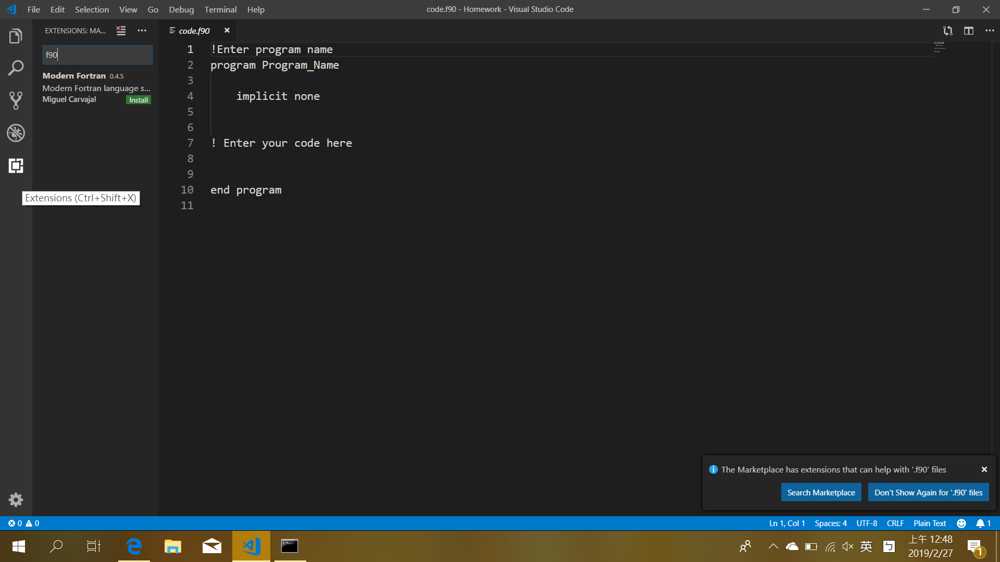 File Edit Selection View Go Debug Terminal Help
code.f90 - Homework - Visual Studio Code
EXTENSIONS: MA...
f90
Modern Fortran 0.4.5
Modern Fortran language s...
Miguel Carvajal Install
Extensions (Ctrl+Shift+X)
code.f90
1 !Enter program name
2 program Program_Name
3
4 implicit none
5
6
7 ! Enter your code here
8
9
10 end program
11
The Marketplace has extensions that can help with '.f90' files
Search Marketplace Don't Show Again for '.f90' files
0 0 Ln 1, Col 1 Spaces: 4 UTF-8 CRLF Plain Text 1
英 ㄅ 上午 12:48
2019/2/27
1